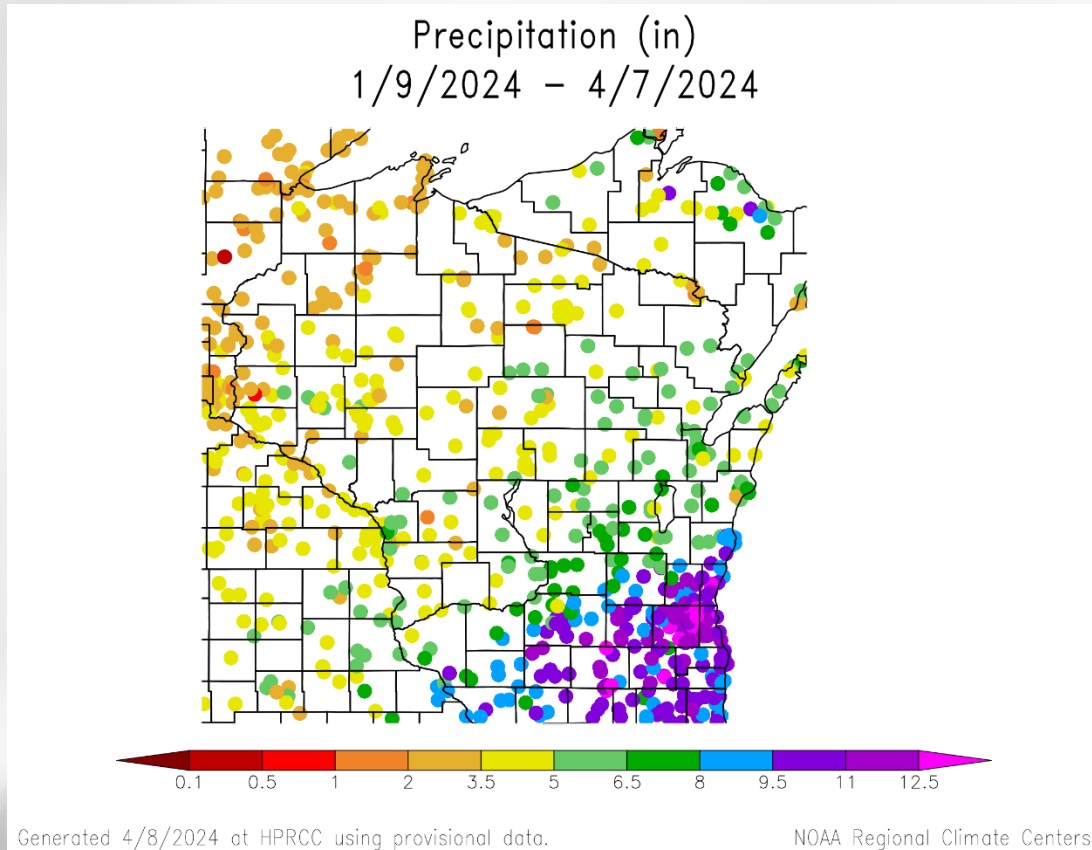 Precipitation (in)
1/9/2024 – 4/7/2024
0.1 0.5 1 2 3.5 5 6.5 8 9.5 11 12.5
Generated 4/8/2024 at HPRCC using provisional data.
NOAA Regional Climate Centers